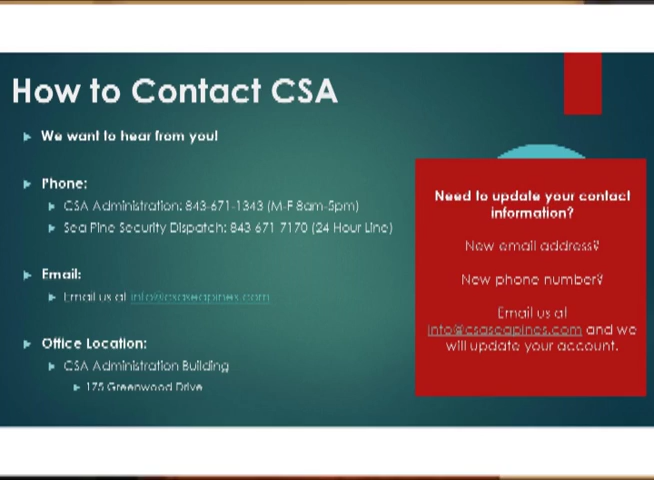 How to Contact CSA
We want to hear from you!
Phone:
CSA Administration: 843-671-1343 (M-F 8am-5pm)
Sea Pine Security Dispatch: 843 671 7170 (24 Hour Line)
Email:
Email us at info@csaseapines.com
Office Location:
CSA Administration Building
175 Greenwood Drive
Need to update your contact
information?
New email address?
New phone number?
Email us at
info@csaseapines.com and we
will update your account.